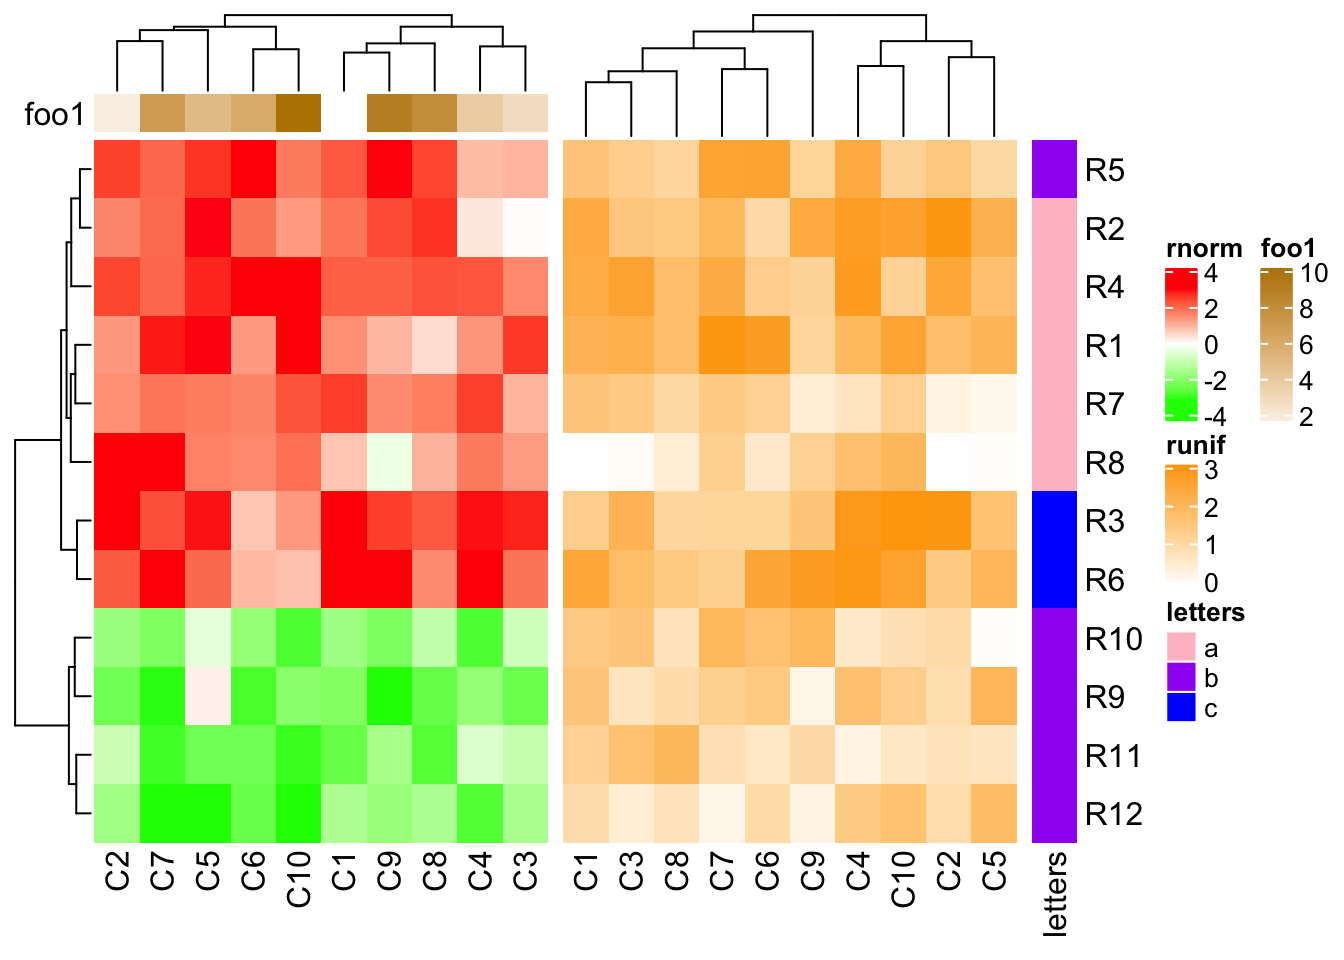 foo1
R5
R2
R4
R1
R7
R8
R3
R6
R10
R9
R11
R12
C2 C7 C5 C6 C10 C1 C9 C8 C4 C3 C1 C3 C8 C7 C6 C9 C4 C10 C2 C5 letters
rnorm
4
2
0
-2
-4
foo1
10
8
6
4
2
runif
3
2
1
0
letters
a
b
c